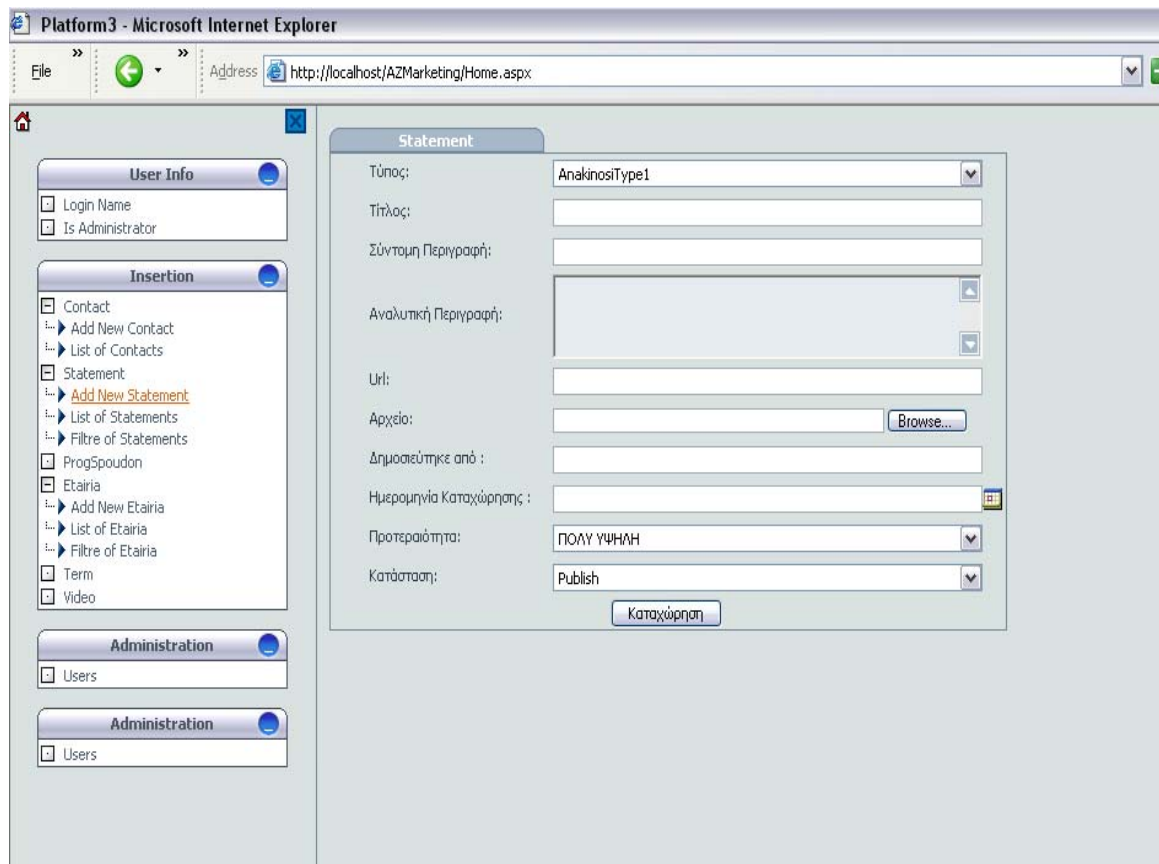 Platform3 - Microsoft Internet Explorer
File
Address http://localhost/AZMarketing/Home.aspx
User Info
Login Name
Is Administrator
Insertion
Contact
Add New Contact
List of Contacts
Statement
Add New Statement
List of Statements
Filtre of Statements
ProgSpoudon
Etairia
Add New Etairia
List of Etairia
Filtre of Etairia
Term
Video
Administration
Users
Administration
Users
Statement
Τύπος: AnakinosiType1
Τίτλος:
Σύντομη Περιγραφή:
Αναλυτική Περιγραφή:
Url:
Αρχείο: Browse...
Δημοσιεύτηκε από :
Ημερομηνία Καταχώρησης :
Προτεραιότητα: ΠΟΛΥ ΥΨΗΛΗ
Κατάσταση: Publish
Καταχώρηση